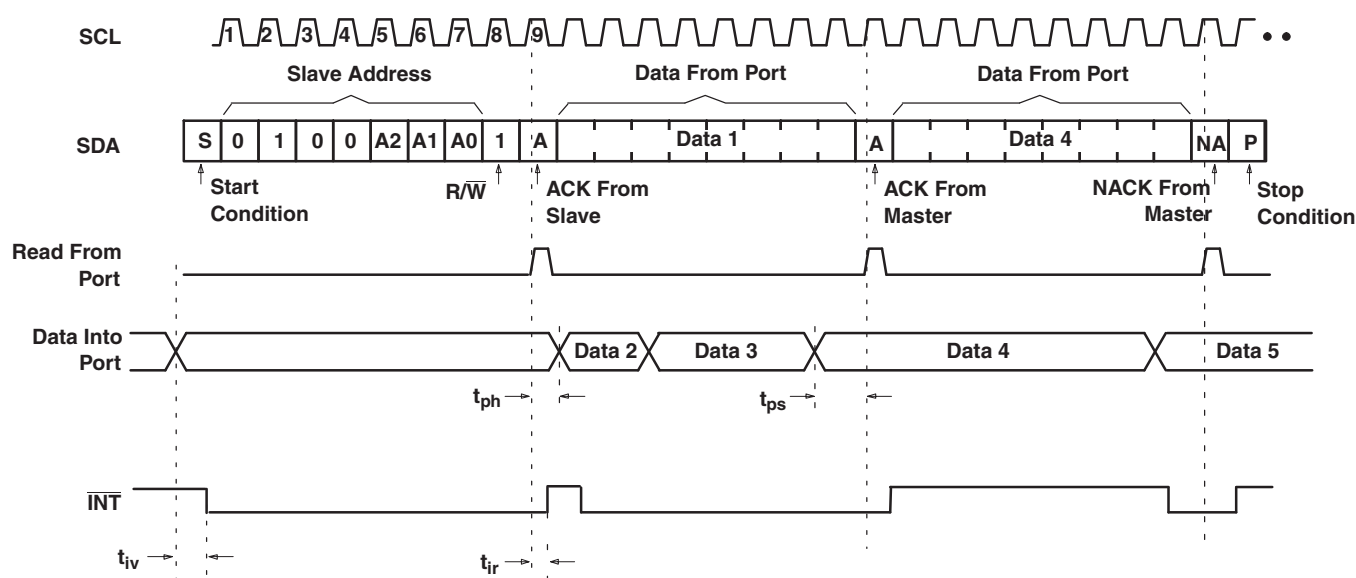 SCL
1 2 3 4 5 6 7 8 9
Slave Address
Data From Port
Data From Port
SDA
S 0 1 0 0 A2 A1 A0 1 A Data 1 A Data 4 NA P
Start
Condition
R/W
ACK From
Slave
ACK From
Master
NACK From
Master
Stop
Condition
Read From
Port
Data Into
Port
Data 2 Data 3 Data 4 Data 5
tph
tps
INT
tiv
tir